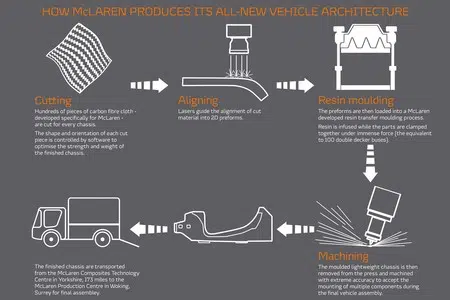 HOW McLAREN PRODUCES ITS ALL-NEW VEHICLE ARCHITECTURE
Cutting
Hundreds of pieces of carbon fibre cloth -
developed specifically for McLaren -
are cut for every chassis.
The shape and orientation of each cut
piece is controlled by software to
optimise the strength and weight
of the finished chassis.
Aligning
Lasers guide the alignment of cut
material into 2D preforms.
Resin moulding
The preforms are then loaded into a McLaren
developed resin transfer moulding process.
Resin is infused while the parts are clamped
together under immense force (the equivalent
to 100 double decker buses).
Machining
The moulded lightweight chassis is then
removed from the press and machined
with extreme accuracy to accept the
mounting of multiple components during
the final vehicle assembly.
The finished chassis are transported
from the McLaren Composites Technology
Centre in Yorkshire, 173 miles to the
McLaren Production Centre in Woking,
Surrey for final assembley.